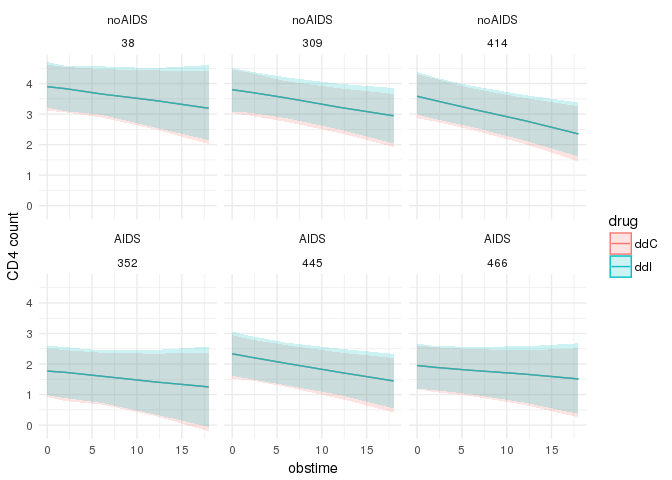 noAIDS noAIDS noAIDS
38 309 414
4
3
2
1
0
CD4 count
AIDS AIDS AIDS
352 445 466
4
3
2
1
0
0 5 10 15 0 5 10 15 0 5 10 15
obstime
drug
ddC
ddI